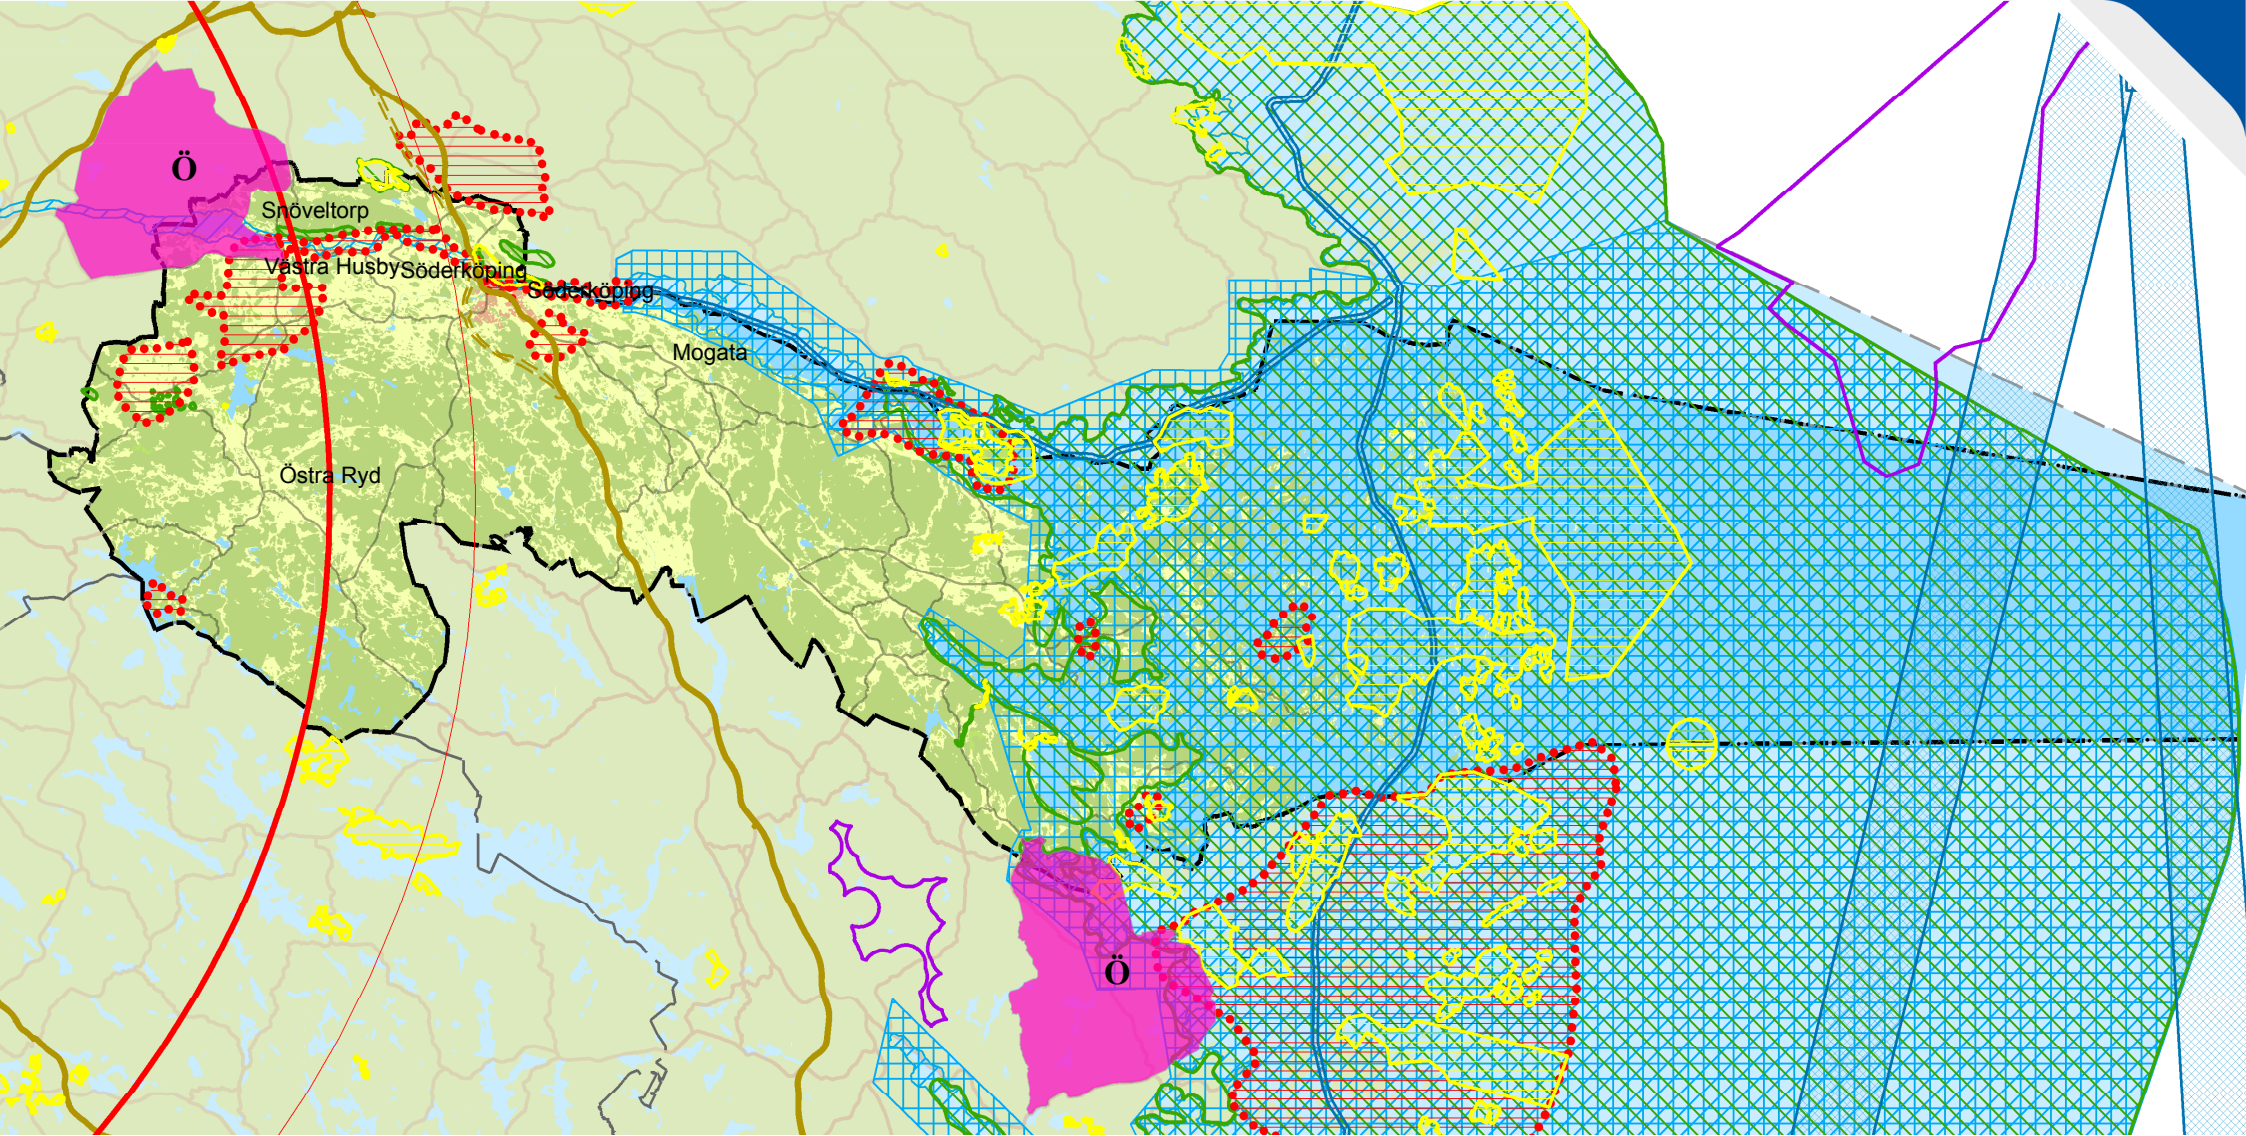 Ö
Snöveltorp
Västra Husby
Söderköping
Söderköping
Mogata
Östra Ryd
Ö